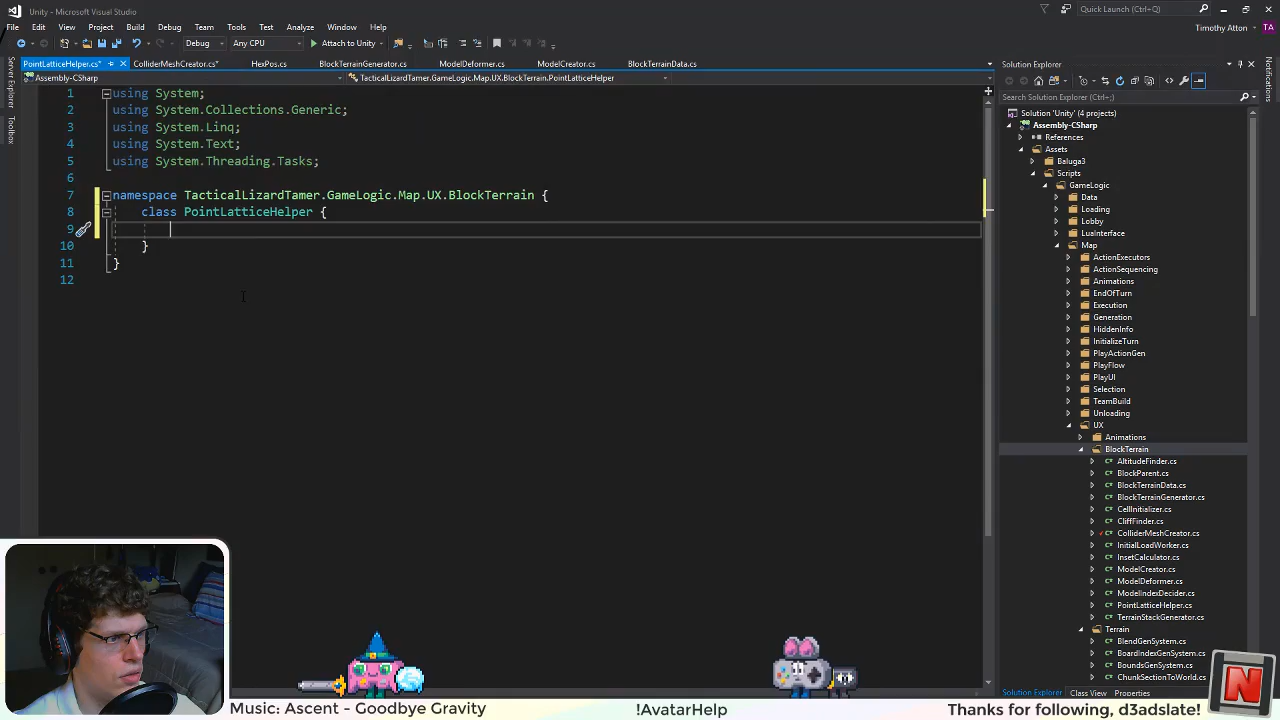 Unity - Microsoft Visual Studio
Quick Launch (Ctrl+Q)
File Edit View Project Build Debug Team Tools Test Analyze Window Help
Timothy Atton TA
Debug Any CPU Attach to Unity
PointLatticeHelper.cs* ColliderMeshCreator.cs* HexPos.cs BlockTerrainGenerator.cs ModelDeformer.cs ModelCreator.cs BlockTerrainData.cs
Assembly-CSharp TacticalLizardTamer.GameLogic.Map.UX.BlockTerrain.PointLatticeHelper
Server Explorer
Toolbox
1 using System;
2 using System.Collections.Generic;
3 using System.Linq;
4 using System.Text;
5 using System.Threading.Tasks;
6
7 namespace TacticalLizardTamer.GameLogic.Map.UX.BlockTerrain {
8 class PointLatticeHelper {
9
10 }
11 }
12
Solution Explorer
Notifications
Search Solution Explorer (Ctrl+;)
Solution 'Unity' (4 projects)
Assembly-CSharp
References
Assets
Baluga3
Scripts
GameLogic
Data
Loading
Lobby
LuaInterface
Map
ActionExecutors
ActionSequencing
Animations
EndOfTurn
Execution
Generation
HiddenInfo
InitializeTurn
PlayActionGen
PlayFlow
PlayUI
Selection
TeamBuild
Unloading
UX
Animations
BlockTerrain
AltitudeFinder.cs
BlockParent.cs
BlockTerrainData.cs
BlockTerrainGenerator.cs
CellInitializer.cs
CliffFinder.cs
ColliderMeshCreator.cs
InitialLoadWorker.cs
InsetCalculator.cs
ModelCreator.cs
ModelDeformer.cs
ModelIndexDecider.cs
PointLatticeHelper.cs
TerrainStackGenerator.cs
Terrain
BlendGenSystem.cs
BoardIndexGenSystem.cs
BoundsGenSystem.cs
ChunkSectionToWorld.cs
Solution Explorer Class View Properties
N
Music: Ascent - Goodbye Gravity
!AvatarHelp
Thanks for following, d3adslate!